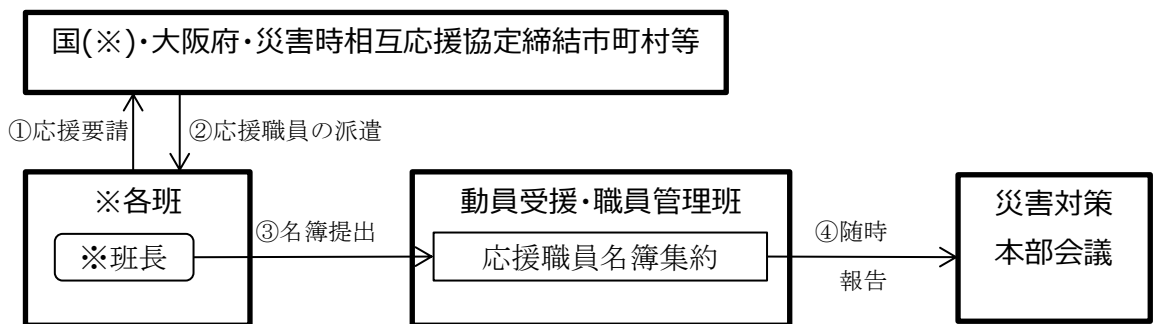 国(※)・大阪府・災害時相互応援協定締結市町村等
①応援要請
②応援職員の派遣
※各班
※班長
③名簿提出
動員受援・職員管理班
応援職員名簿集約
④随時
報告
災害対策
本部会議